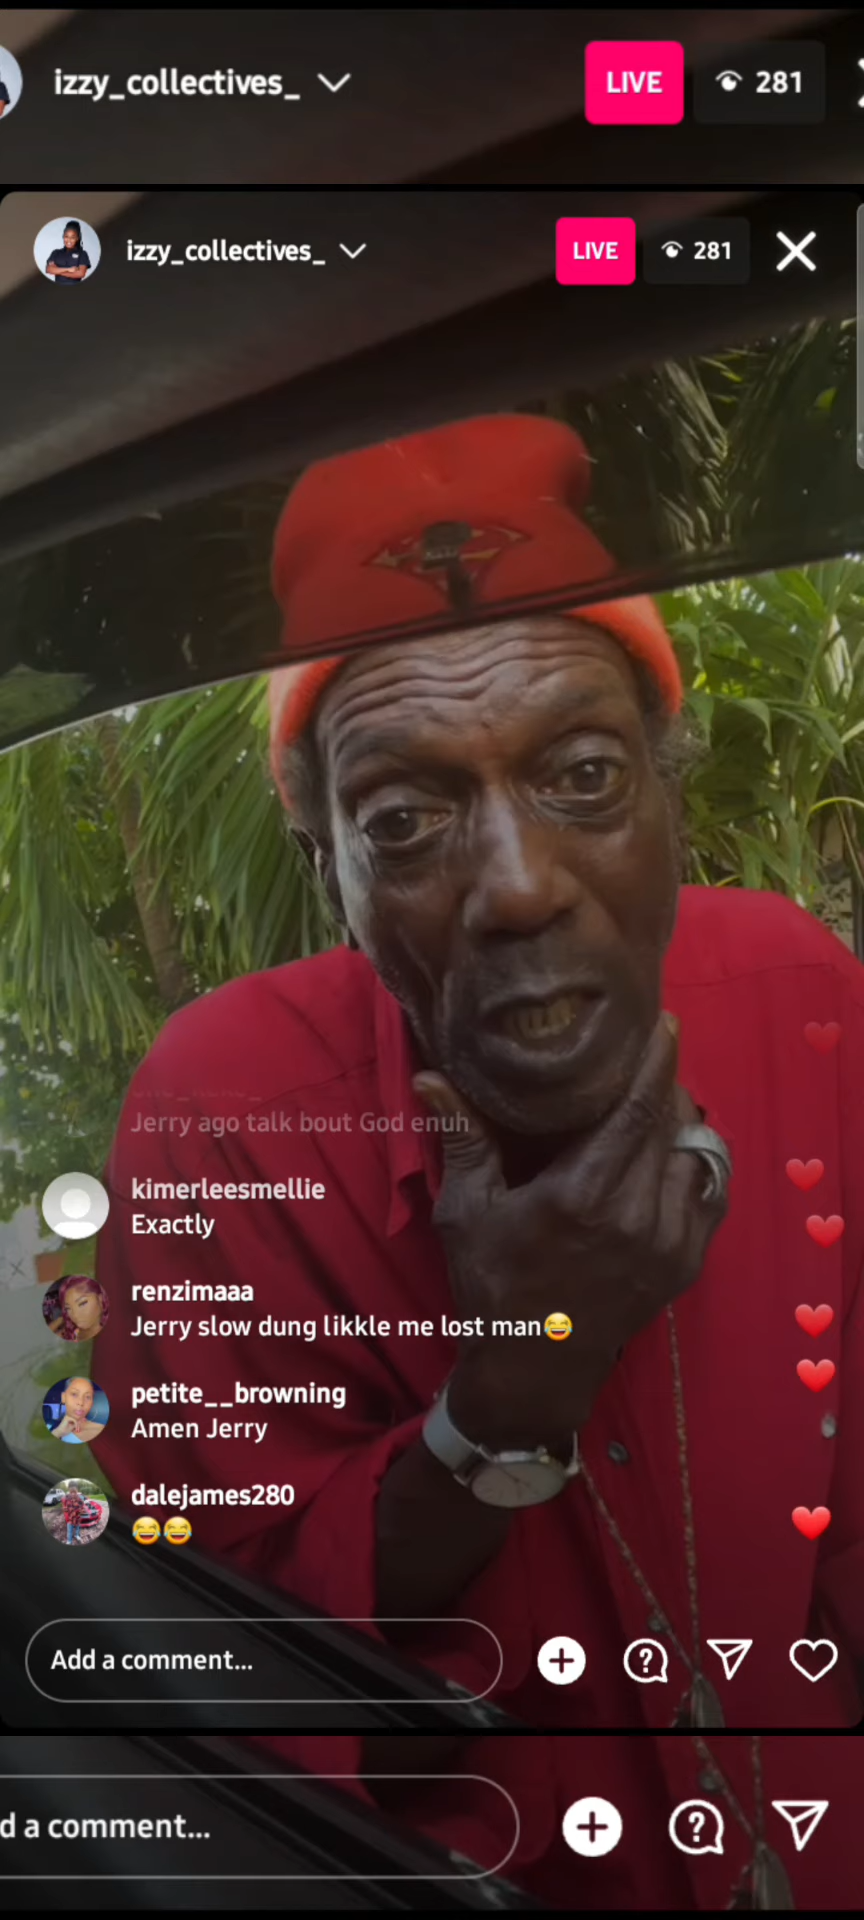 izzy_collectives_
LIVE
281
izzy_collectives_
LIVE
281
Jerry ago talk bout God enuh
kimerleesmellie
Exactly
renzimaaa
Jerry slow dung likkle me lost man😂
petite__browning
Amen Jerry
dalejames280
😂😂
Add a comment...
d a comment...